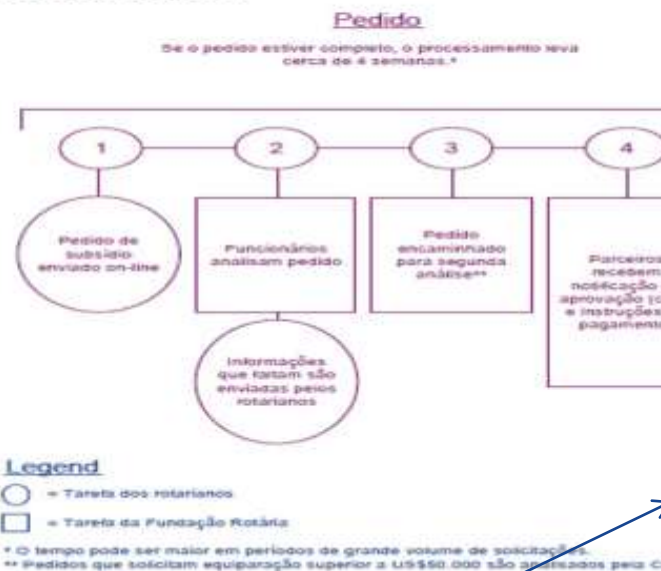 Pedido
Se o pedido estiver completo, o processamento leva
cerca de 4 semanas.*
1
2
3
4
Pedido de
subsídio
enviado on-line
Funcionários
analisam pedido
Pedido
encaminhado
para segunda
análise**
Parceiros
recebem
notificação
aprovação
e instruções
pagamento
Informações
que faltam são
enviadas pelos
rotarianos
Legend
= Tarefa dos rotarianos
= Tarefa da Fundação Rotária
* O tempo pode ser maior em períodos de grande volume de solicitações.
** Pedidos que solicitam equiparação superior a US$50.000 são analisados pela